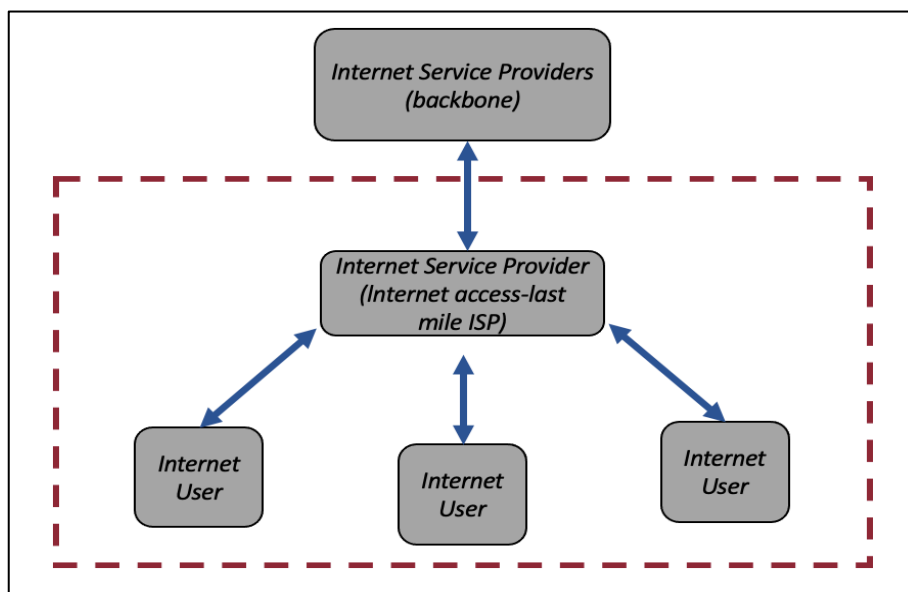 Internet Service Providers
(backbone)
Internet Service Provider
(Internet access-last
mile ISP)
Internet
User
Internet
User
Internet
User